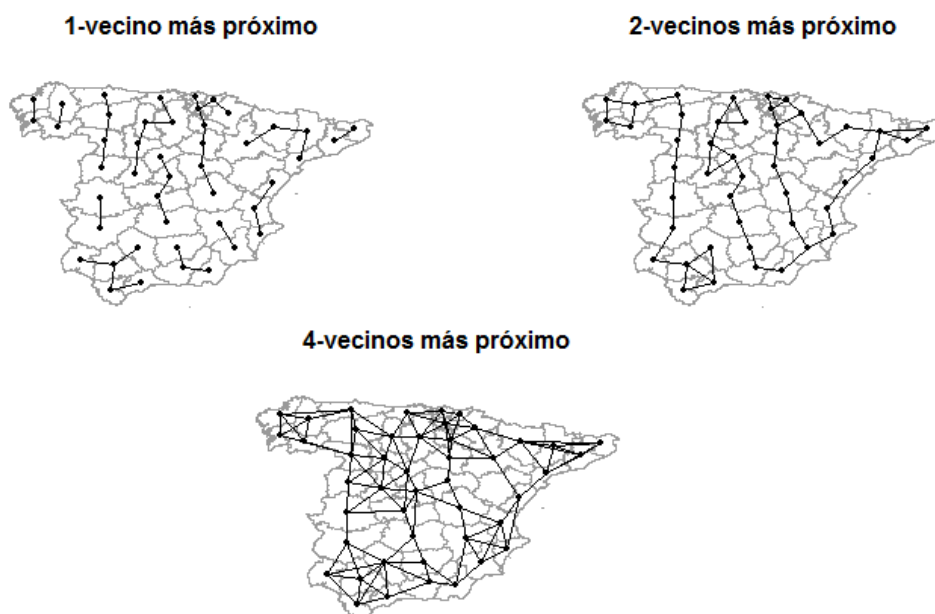 1-vecino más próximo
2-vecinos más próximo
4-vecinos más próximo